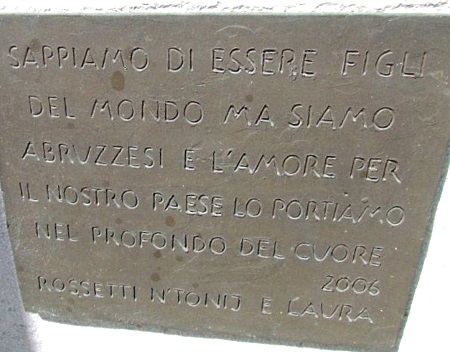 SAPPIAMO DI ESSERE FIGLI
DEL MONDO MA SIAMO
ABRUZZESI E L'AMORE PER
IL NOSTRO PAESE LO PORTIAMO
NEL PROFONDO DEL CUORE
2006
ROSSETTI N'TONIJ E LAURA